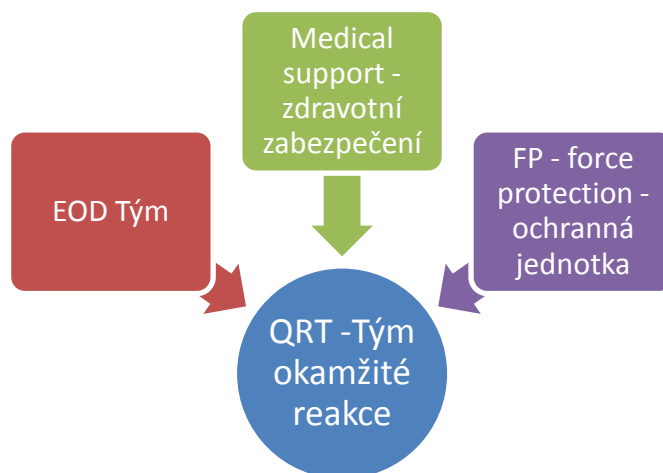 Medical
support -
zdravotní
zabezpečení
EOD Tým
FP - force
protection -
ochranná
jednotka
QRT -Tým
okamžité
reakce